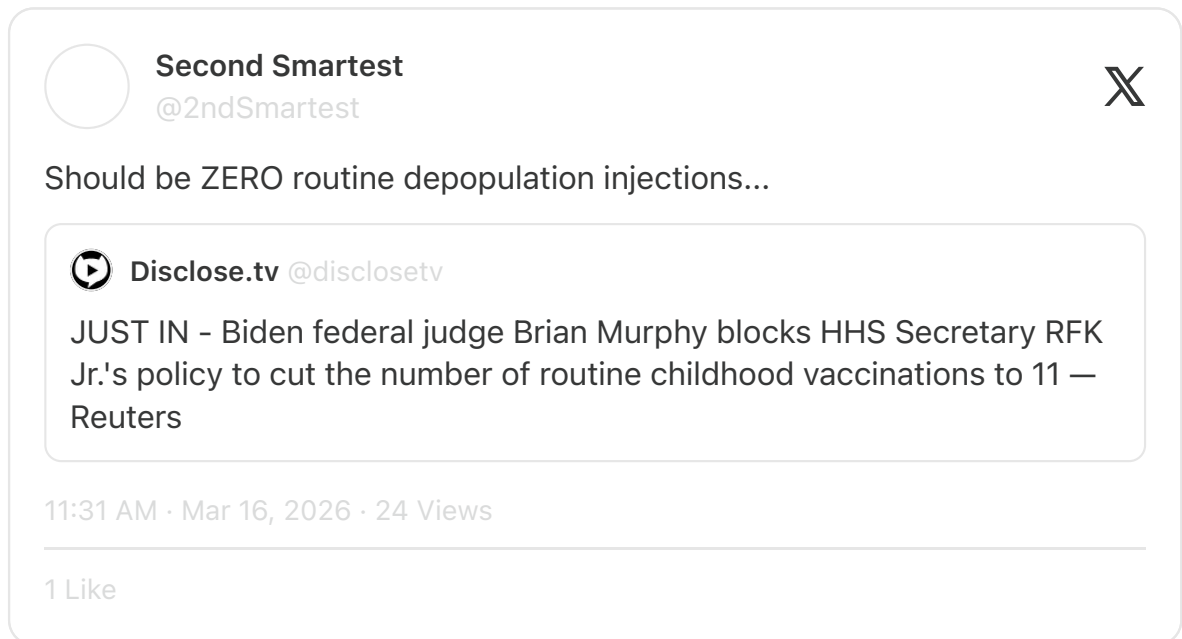 Second Smartest
@2ndSmartest
Should be ZERO routine depopulation injections...
Disclose.tv @disclosetv
JUST IN - Biden federal judge Brian Murphy blocks HHS Secretary RFK
Jr.'s policy to cut the number of routine childhood vaccinations to 11 —
Reuters
11:31 AM · Mar 16, 2026 · 24 Views
1 Like